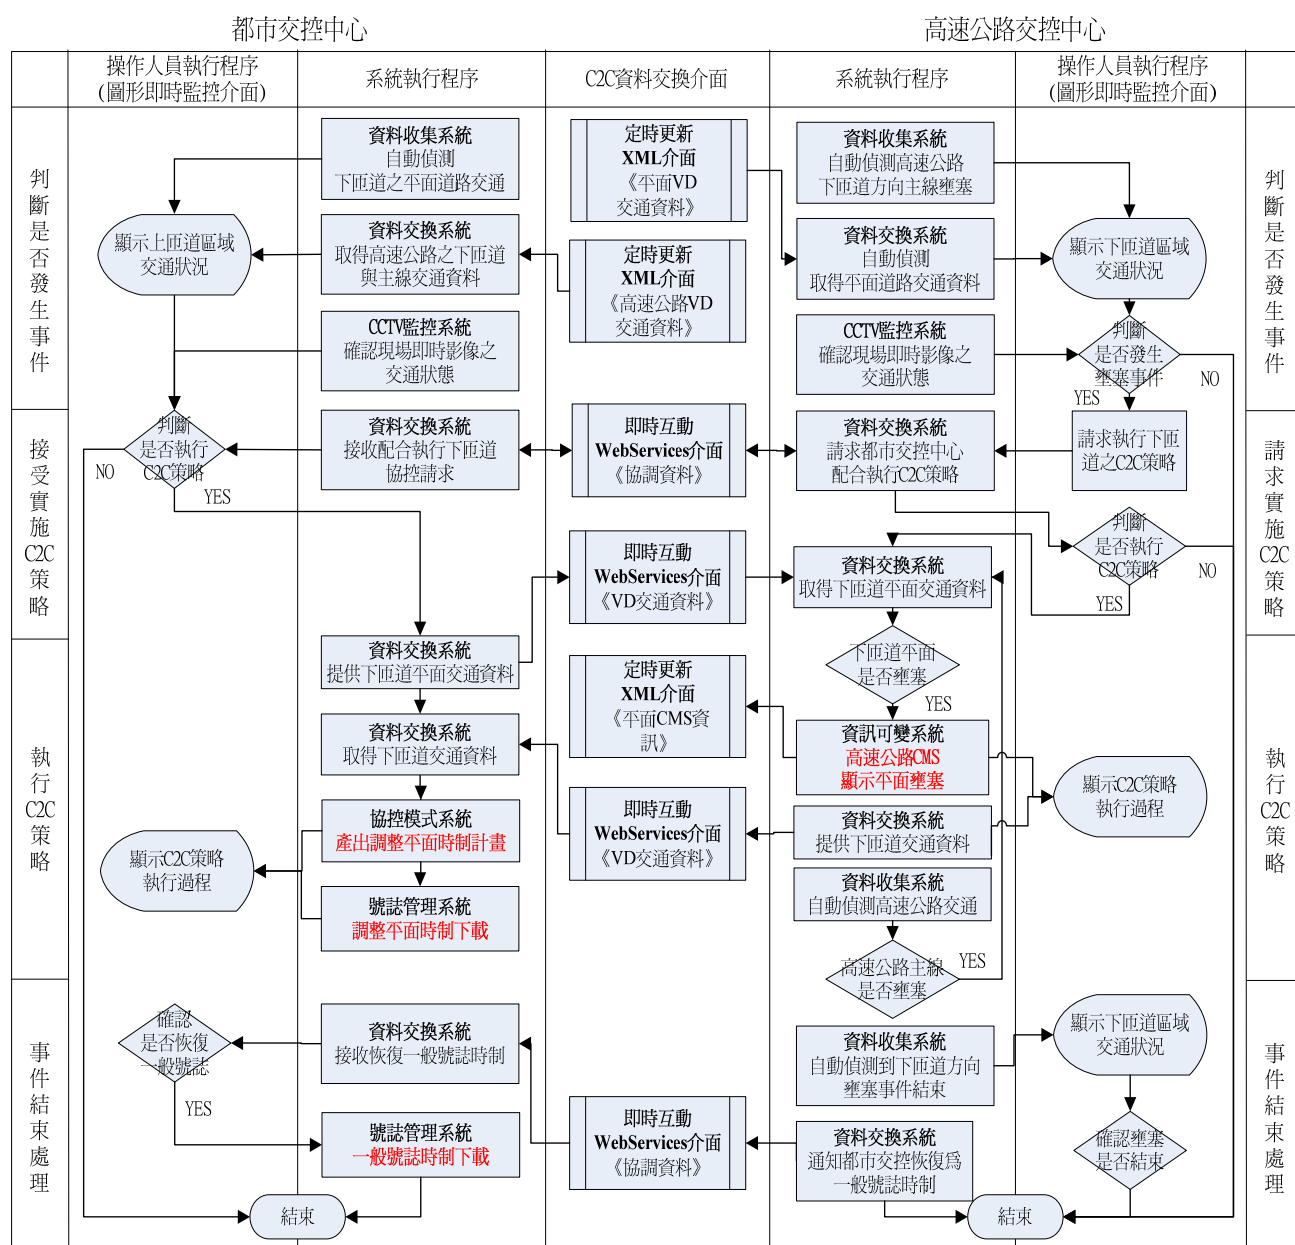 都市交控中心
高速公路交控中心
操作人員執行程序
(圖形即時監控介面)
系統執行程序
C2C資料交換介面
系統執行程序
操作人員執行程序
(圖形即時監控介面)
判斷是否發生事件
資料收集系統
自動偵測
下匝道之平面道路交通
定時更新
XML介面
《平面VD
交通資料》
資料收集系統
自動偵測高速公路
下匝道方向主線壅塞
判斷是否發生事件
顯示上匝道區域
交通狀況
資料交換系統
取得高速公路之下匝道
與主線交通資料
定時更新
XML介面
《高速公路VD
交通資料》
資料交換系統
自動偵測
取得平面道路交通資料
顯示下匝道區域
交通狀況
CCTV監控系統
確認現場即時影像之
交通狀態
CCTV監控系統
確認現場即時影像之
交通狀態
判斷
是否發生
壅塞事件
NO
YES
接受實施C2C策略
判斷
是否執行
C2C策略
NO
YES
資料交換系統
接收配合執行下匝道
協控請求
即時互動
WebServices介面
《協調資料》
資料交換系統
請求都市交控中心
配合執行C2C策略
請求執行下匝
道之C2C策略
請求實施C2C策略
判斷
是否執行
C2C策略
NO
YES
即時互動
WebServices介面
《VD交通資料》
資料交換系統
取得下匝道平面交通資料
執行C2C策略
資料交換系統
提供下匝道平面交通資料
定時更新
XML介面
《平面CMS資
訊》
下匝道平面
是否壅塞
YES
執行C2C策略
資料交換系統
取得下匝道交通資料
資訊可變系統
高速公路CMS
顯示平面壅塞
顯示C2C策略
執行過程
協控模式系統
產出調整平面時制計畫
即時互動
WebServices介面
《VD交通資料》
資料交換系統
提供下匝道交通資料
顯示C2C策略
執行過程
號誌管理系統
調整平面時制下載
資料收集系統
自動偵測高速公路交通
高速公路主線
是否壅塞
YES
事件結束處理
確認
是否恢復
一般號誌
YES
資料交換系統
接收恢復一般號誌時制
資料收集系統
自動偵測到下匝道方向
壅塞事件結束
顯示下匝道區域
交通狀況
事件結束處理
號誌管理系統
一般號誌時制下載
即時互動
WebServices介面
《協調資料》
資料交換系統
通知都市交控恢復為
一般號誌時制
確認壅塞
是否結束
結束
結束